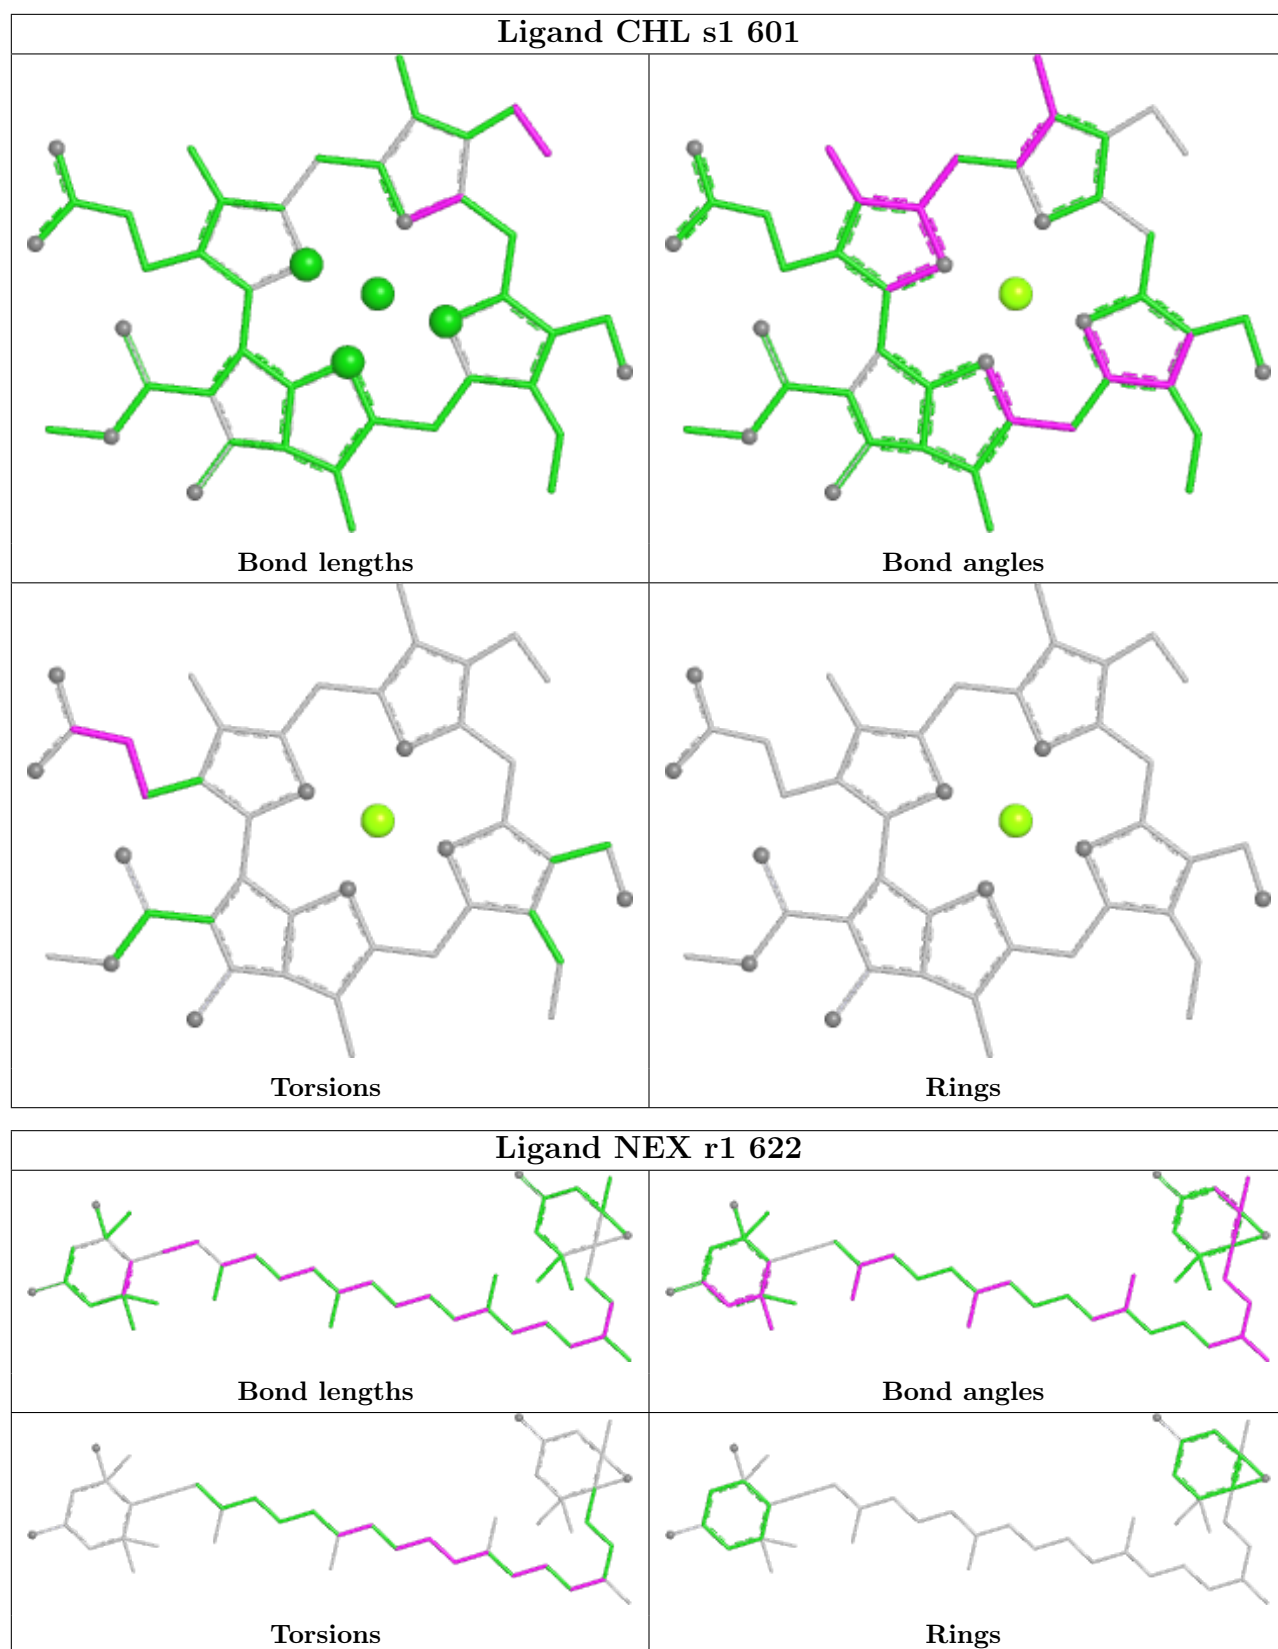 Ligand CHL s1 601
Bond lengths
Bond angles
Torsions
Rings
Ligand NEX r1 622
Bond lengths
Bond angles
Torsions
Rings